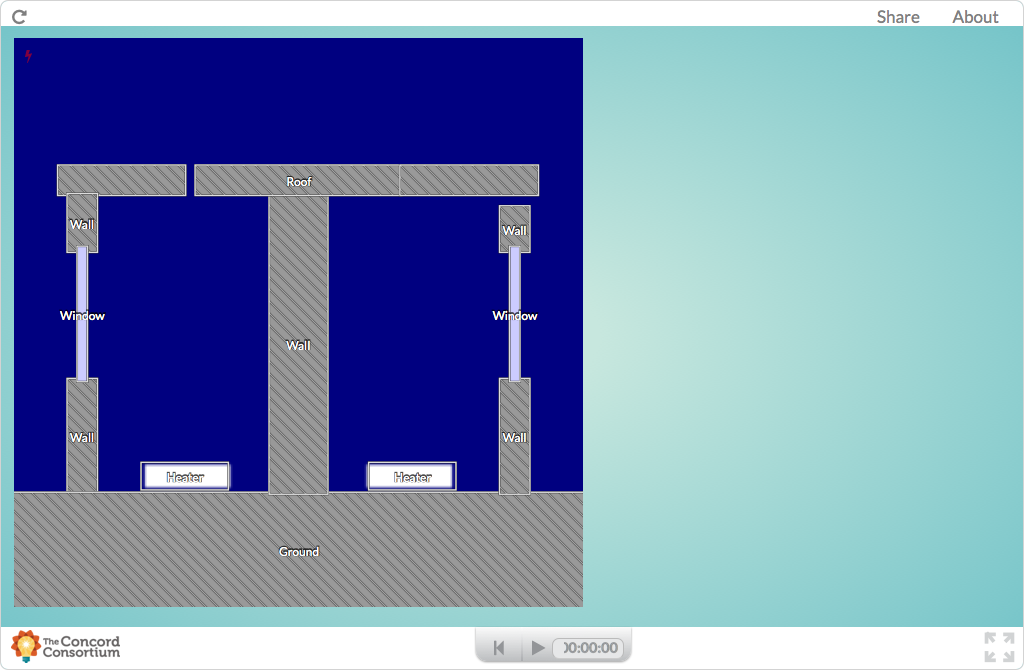 Share About
Roof
Wall
Wall
Window
Window
Wall
Wall
Wall
Heater
Heater
Ground
The Concord
Consortium
00:00:00